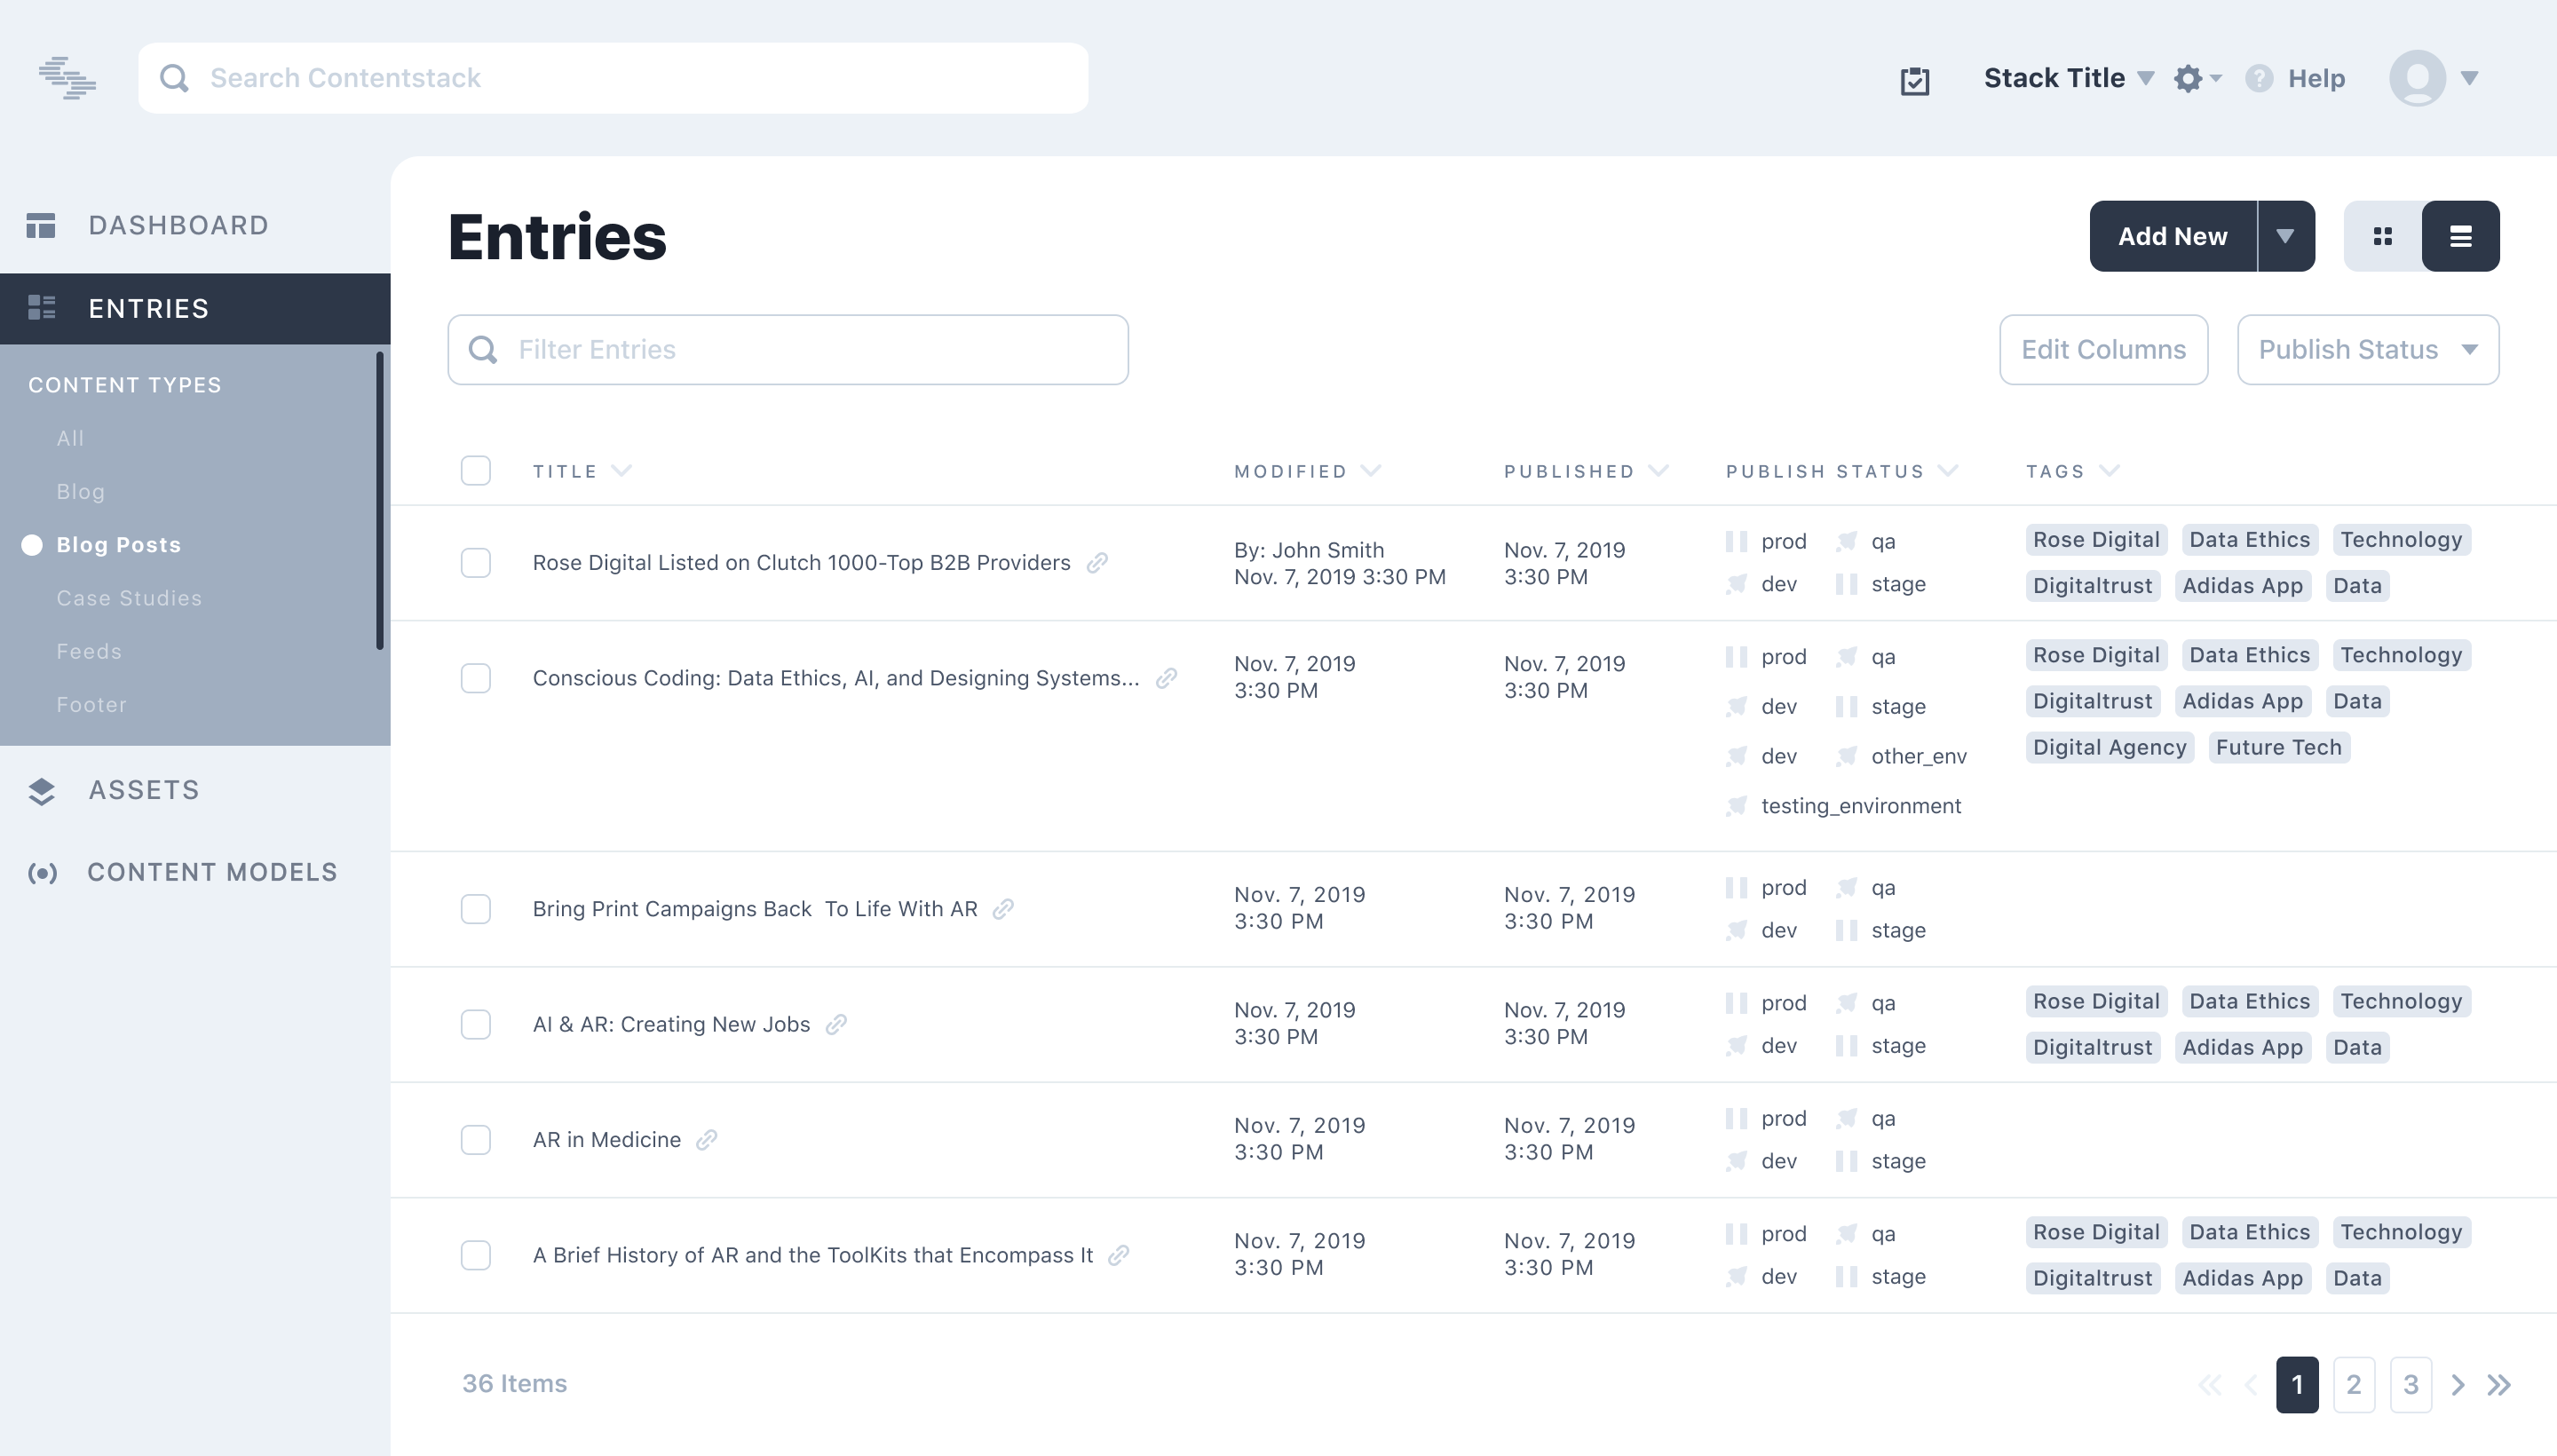 Search Contentstack
Stack Title
? Help
DASHBOARD
ENTRIES
CONTENT TYPES
All
Blog
Blog Posts
Case Studies
Feeds
Footer
ASSETS
CONTENT MODELS
Entries
Add New
Filter Entries
Edit Columns
Publish Status
TITLE MODIFIED PUBLISHED PUBLISH STATUS TAGS
Rose Digital Listed on Clutch 1000-Top B2B Providers
By: John Smith
Nov. 7, 2019 3:30 PM
Nov. 7, 2019
3:30 PM
prod qa
dev stage
Rose Digital Data Ethics Technology
Digitaltrust Adidas App Data
Conscious Coding: Data Ethics, AI, and Designing Systems...
Nov. 7, 2019
3:30 PM
Nov. 7, 2019
3:30 PM
prod qa
dev stage
dev other_env
testing_environment
Rose Digital Data Ethics Technology
Digitaltrust Adidas App Data
Digital Agency Future Tech
Bring Print Campaigns Back  To Life With AR
Nov. 7, 2019
3:30 PM
Nov. 7, 2019
3:30 PM
prod qa
dev stage
AI & AR: Creating New Jobs
Nov. 7, 2019
3:30 PM
Nov. 7, 2019
3:30 PM
prod qa
dev stage
Rose Digital Data Ethics Technology
Digitaltrust Adidas App Data
AR in Medicine
Nov. 7, 2019
3:30 PM
Nov. 7, 2019
3:30 PM
prod qa
dev stage
A Brief History of AR and the ToolKits that Encompass It
Nov. 7, 2019
3:30 PM
Nov. 7, 2019
3:30 PM
prod qa
dev stage
Rose Digital Data Ethics Technology
Digitaltrust Adidas App Data
36 Items
1 2 3